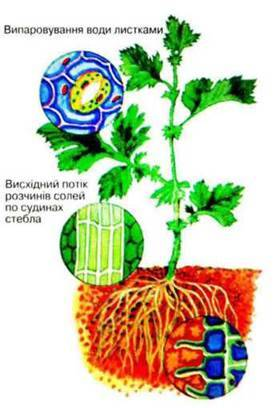 Випаровування води листками
Висхідний потік
розчинів солей
по судинах
стебла